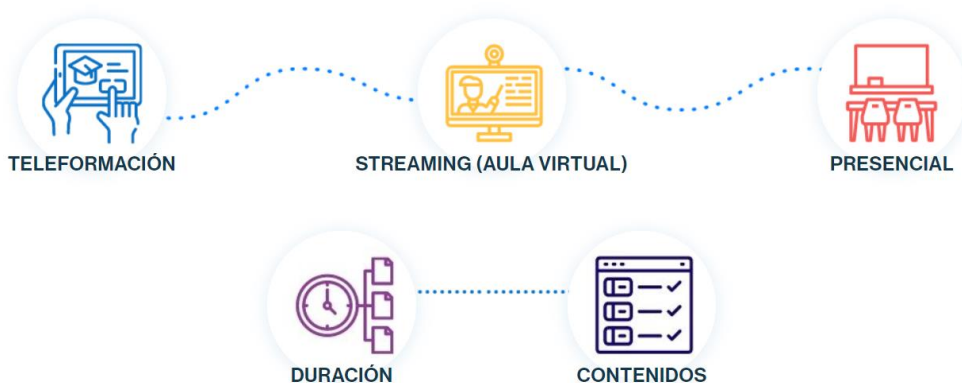 TELEFORMACIÓN
STREAMING (AULA VIRTUAL)
PRESENCIAL
DURACIÓN
CONTENIDOS